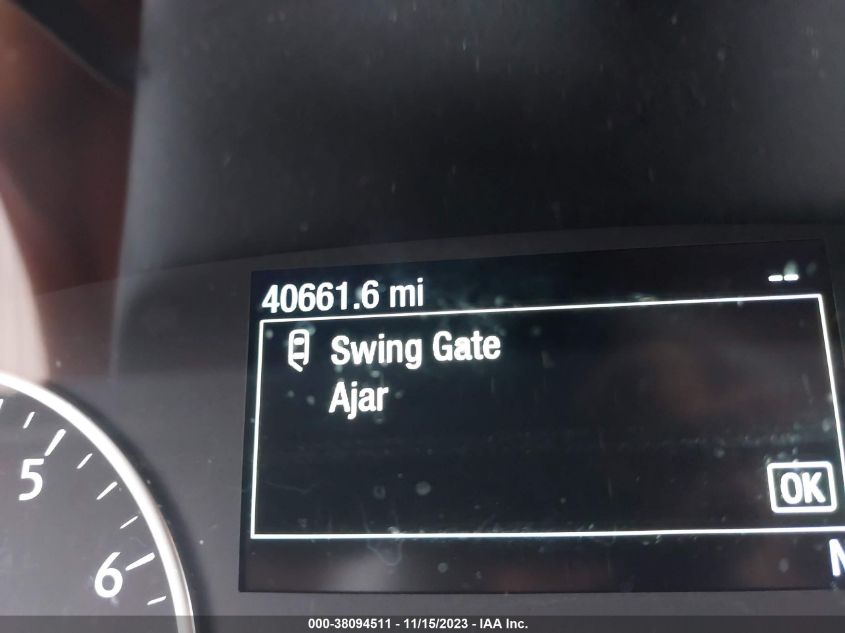 40661.6 mi --
Swing Gate
Ajar
OK
5
6
N
000-38094511 - 11/15/2023 - IAA Inc.